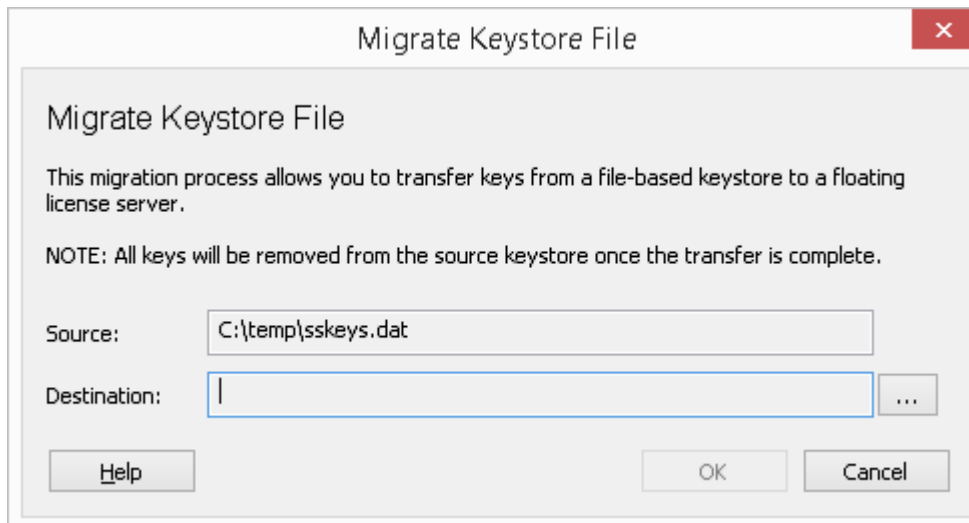 Migrate Keystore File
Migrate Keystore File
This migration process allows you to transfer keys from a file-based keystore to a floating
license server.
NOTE: All keys will be removed from the source keystore once the transfer is complete.
Source: C:\temp\sskeys.dat
Destination: ...
Help OK Cancel